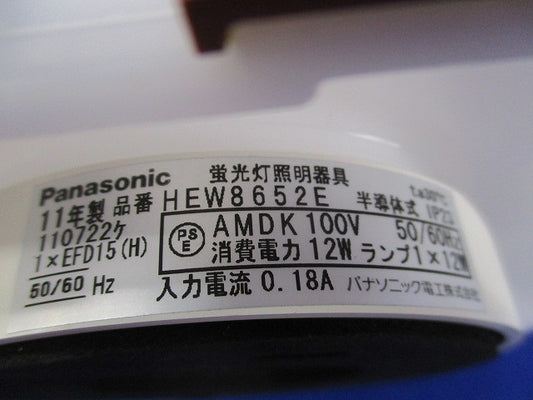 Panasonic 蛍光灯照明器具 ta30℃
11年製 品番 HEW8652E 半導体式 IP23
110722ケ
1×EFD15(H)
50/60 Hz
PSE AMDK 100V 50/60Hz
消費電力 12W ランプ1×12W
入力電流 0.18A パナソニック電工株式会社